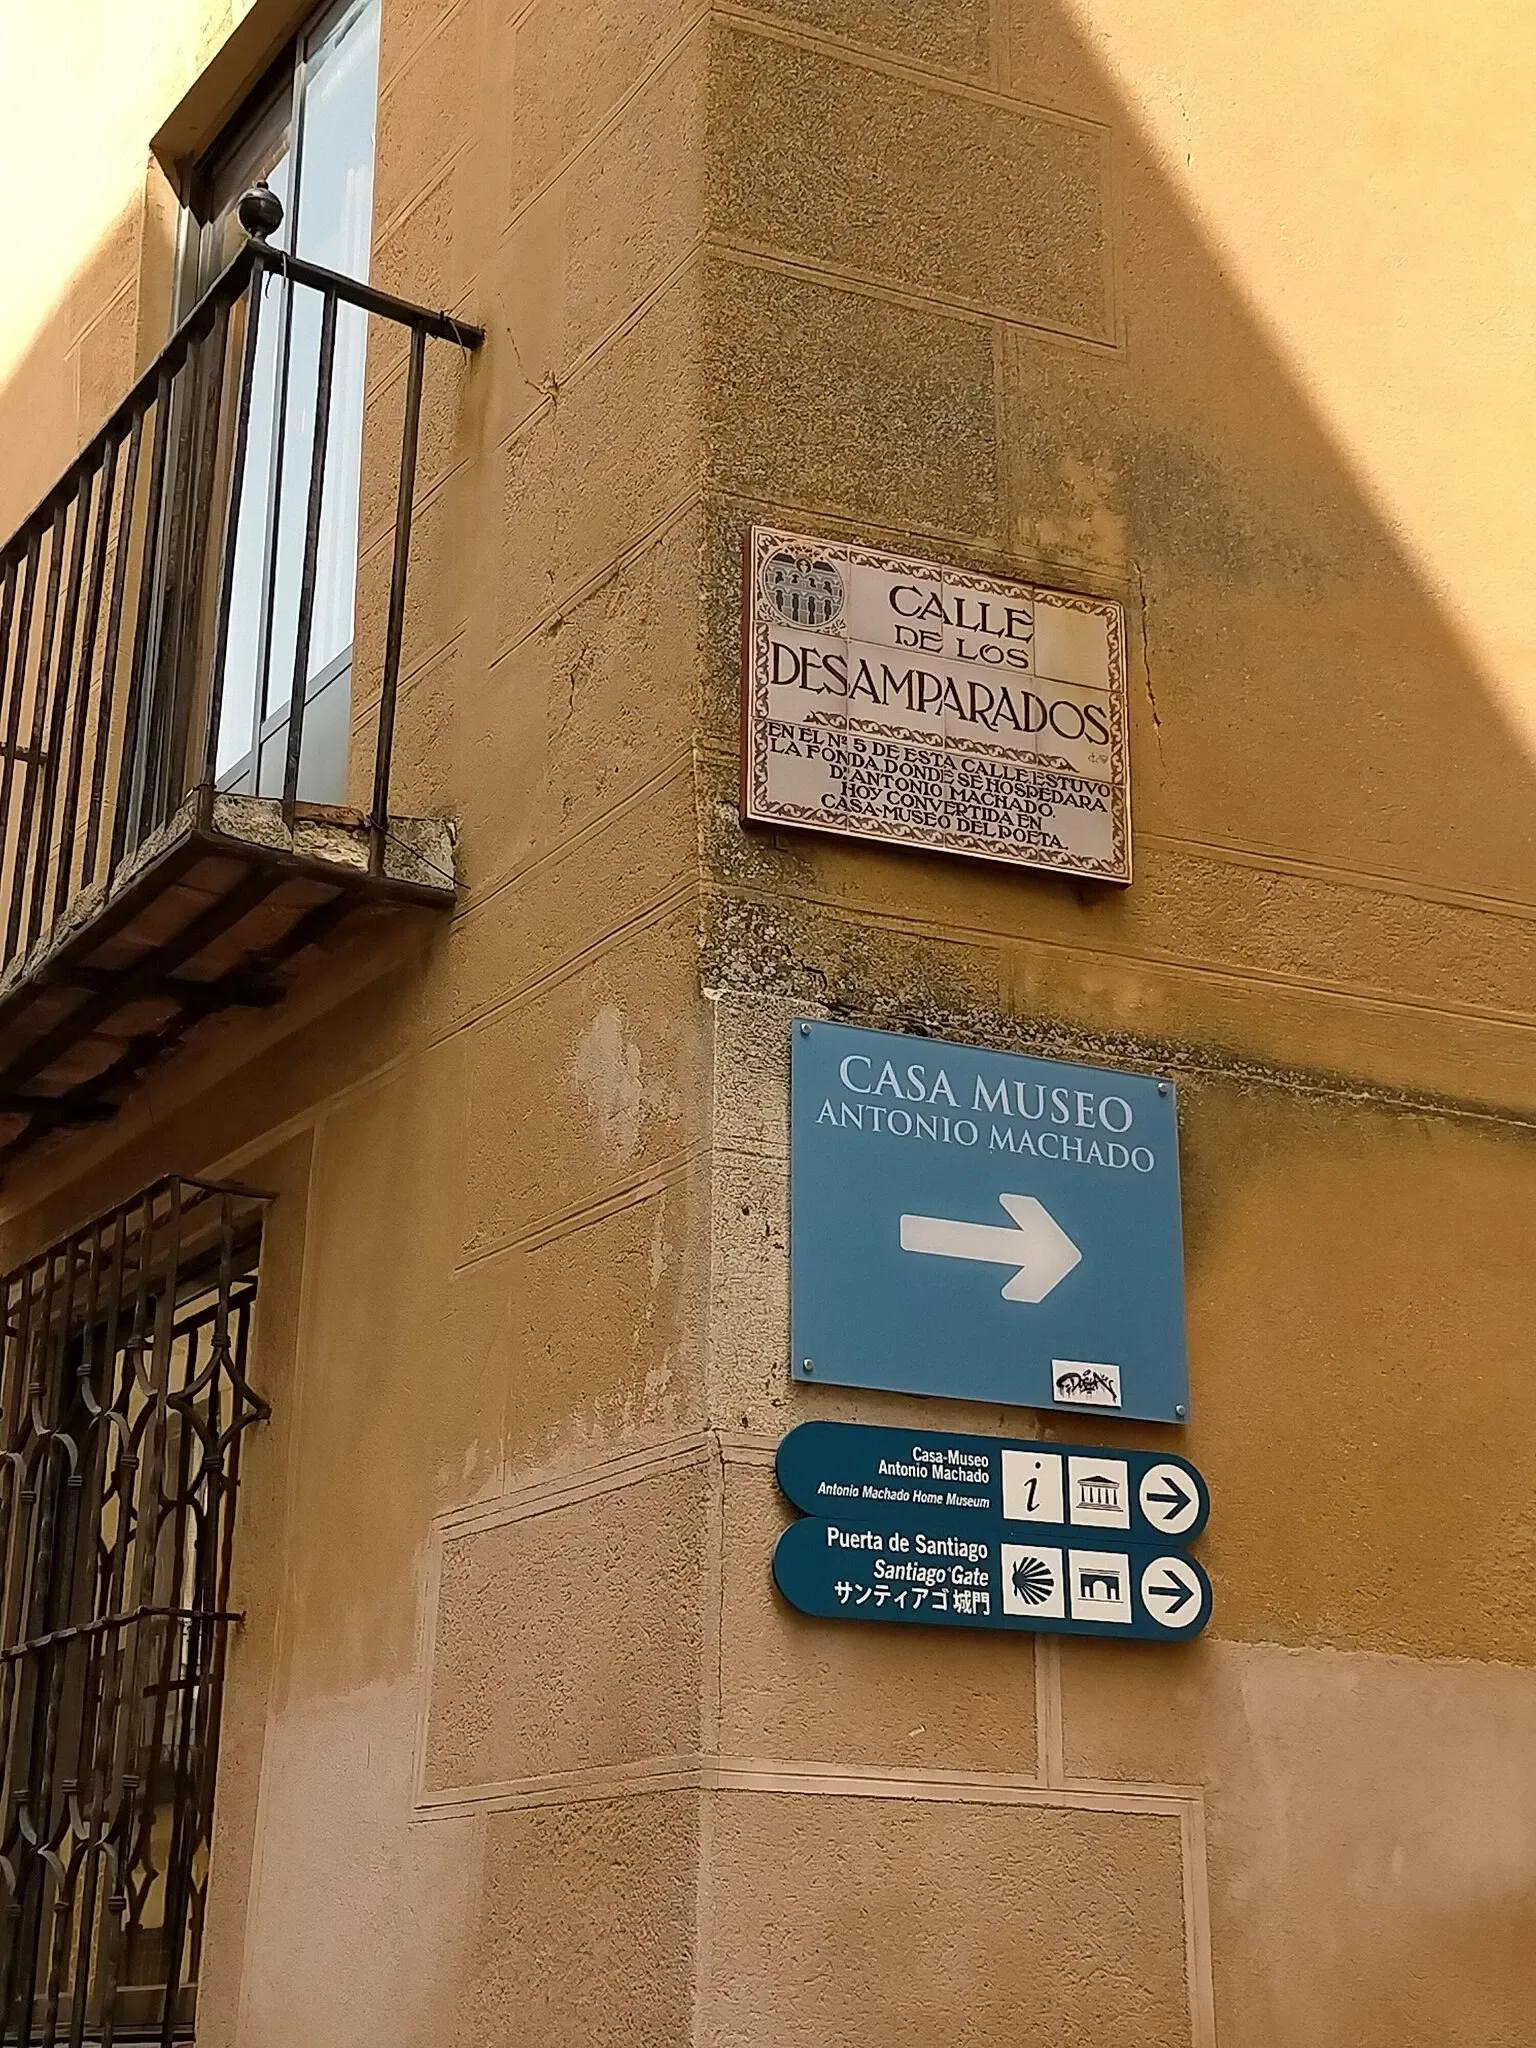 CALLE
DE LOS
DESAMPARADOS
EN EL Nº 5 DE ESTA CALLE ESTUVO
LA FONDA DONDE SE HOSPEDARA
Dⁿ ANTONIO MACHADO,
HOY CONVERTIDA EN
CASA-MUSEO DEL POETA.
CASA MUSEO
ANTONIO MACHADO
Casa-Museo
Antonio Machado
Antonio Machado Home Museum
i
Puerta de Santiago
Santiago Gate
サンティアゴ 城門